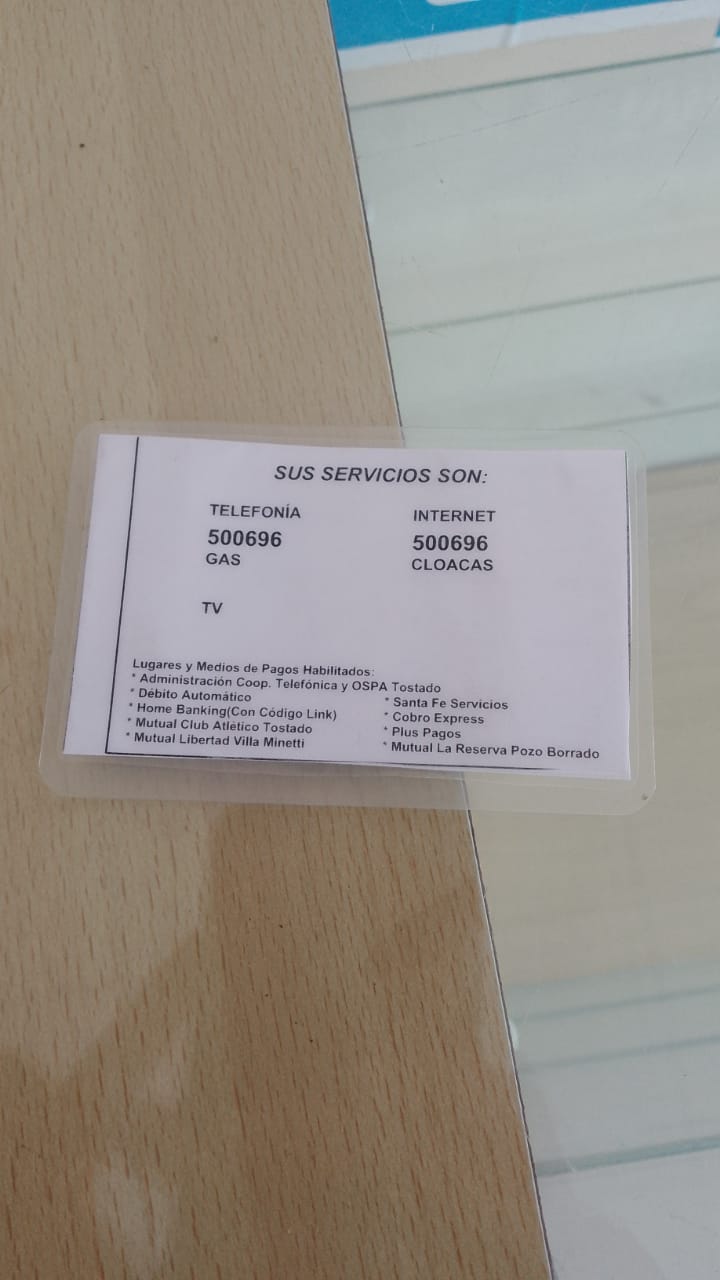 SUS SERVICIOS SON:
TELEFONÍA
500696
GAS
INTERNET
500696
CLOACAS
TV
Lugares y Medios de Pagos Habilitados:
* Administración Coop. Telefónica y OSPA Tostado
* Débito Automático
* Home Banking(Con Código Link)
* Mutual Club Atlético Tostado
* Mutual Libertad Villa Minetti
* Santa Fe Servicios
* Cobro Express
* Plus Pagos
* Mutual La Reserva Pozo Borrado